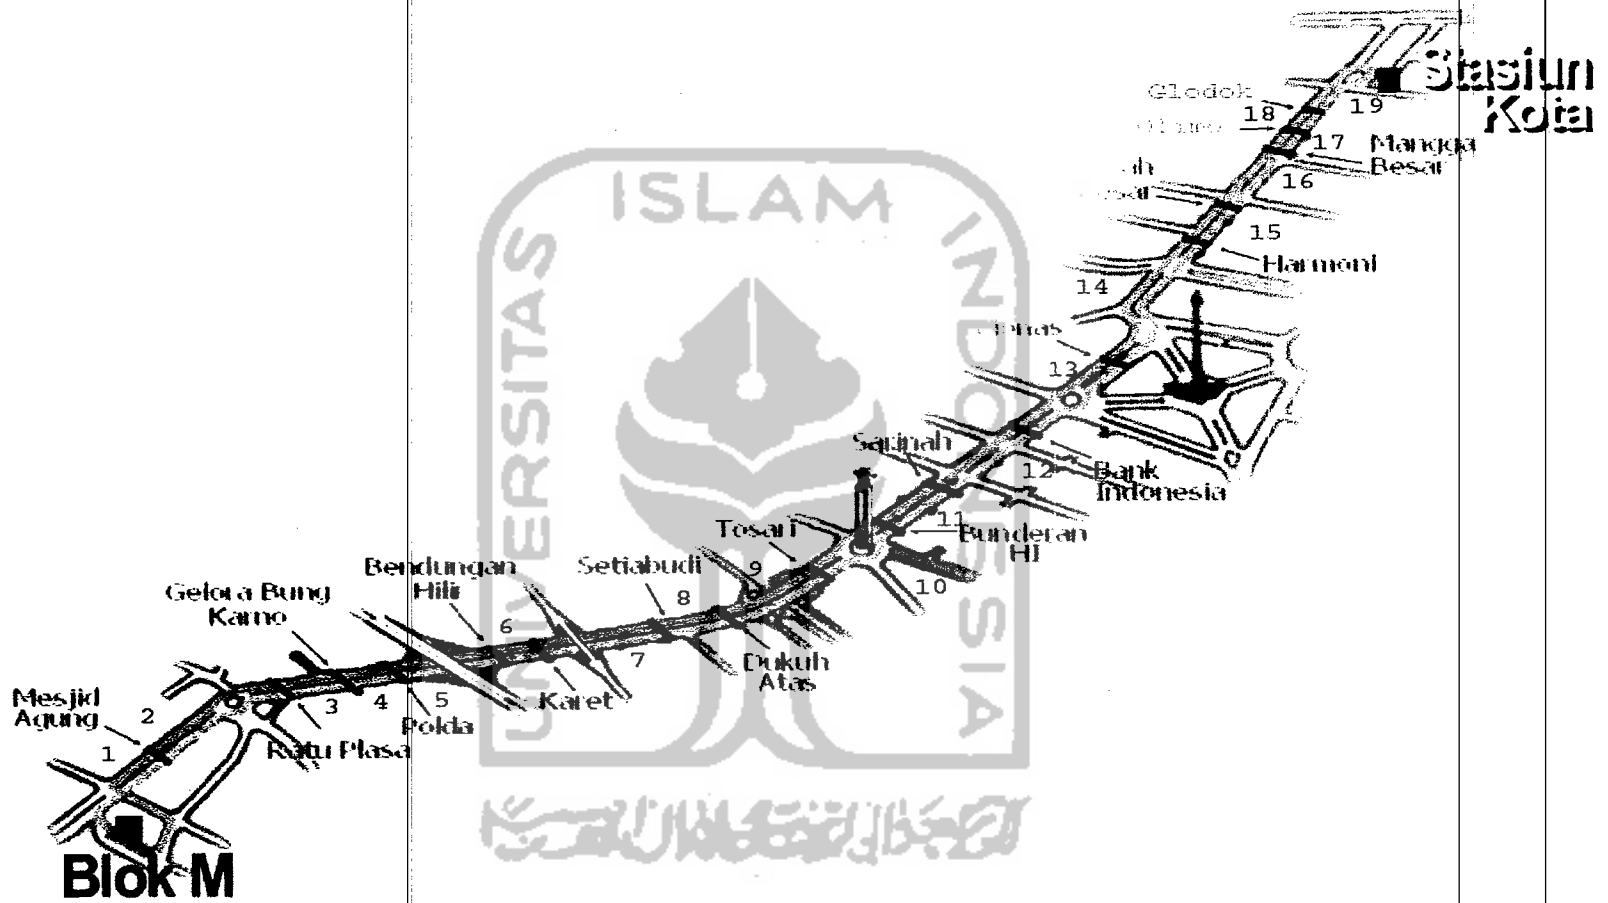 Stasiun
Kota
Glodok
18
19
17
Mangga
Besar
16
15
Harmoni
14
13
Sarinah
12
Bank
Indonesia
11
Bunderan
HI
10
Tosari
9
Setiabudi
8
Dukuh
Atas
7
Bendungan
Hilir
6
Karet
Gelora Bung
Karno
5
Polda
4
3
Ratu Plasa
Mesjid
Agung
2
1
Blok M
ISLAM
UNIVERSITAS
INDONESIA